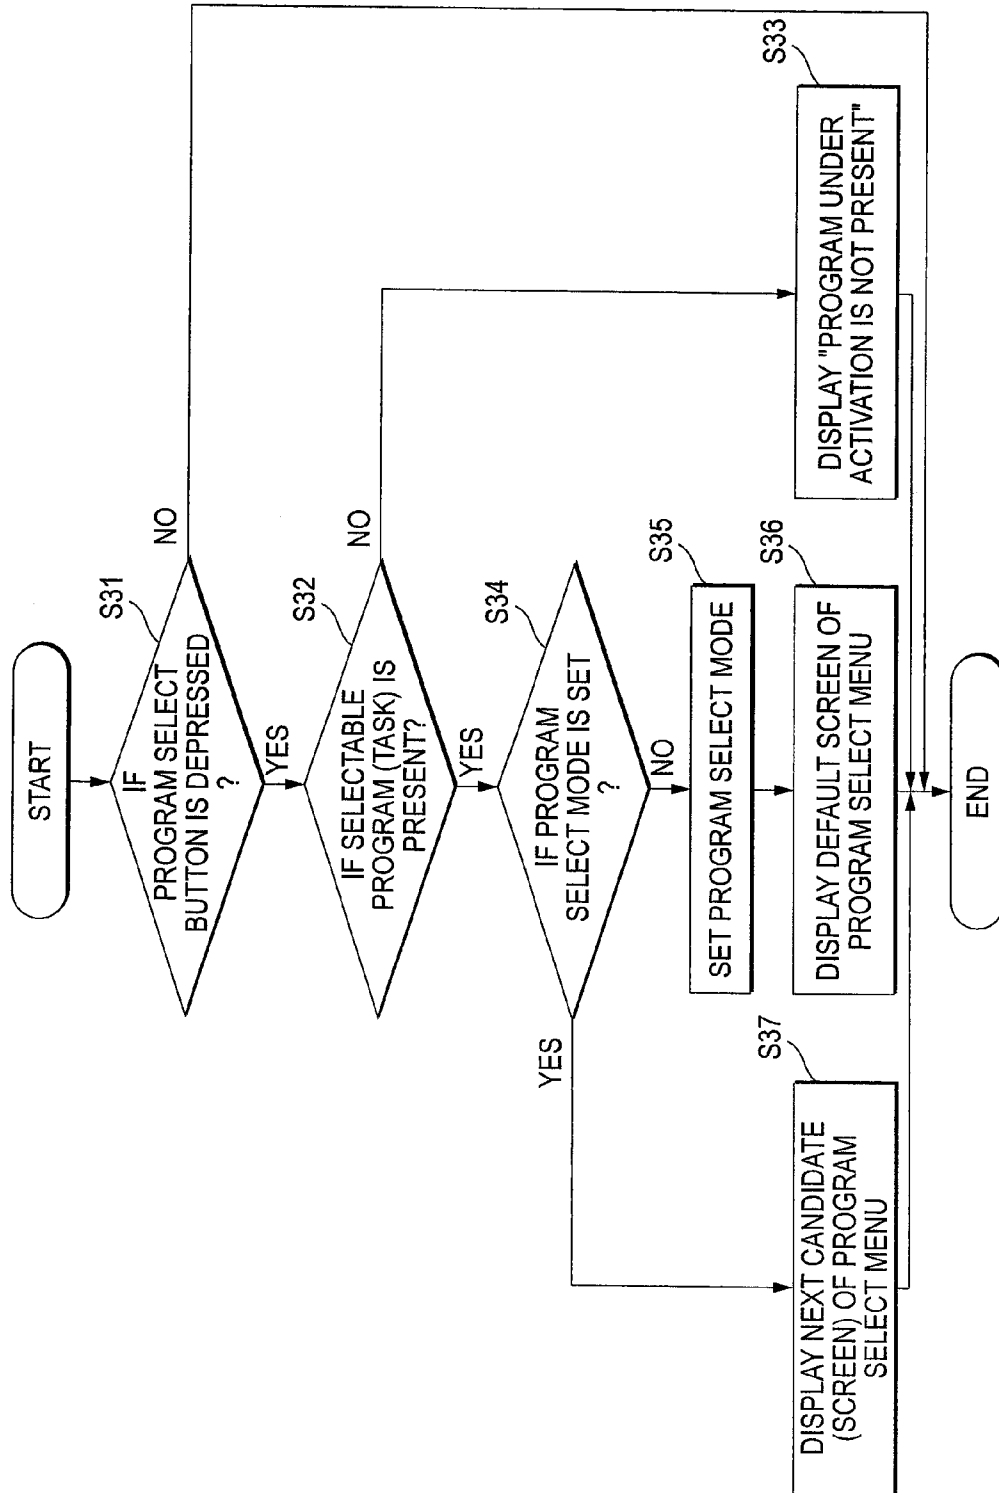 START
S31
IF
PROGRAM SELECT
BUTTON IS DEPRESSED
?
NO
YES
S32
IF SELECTABLE
PROGRAM (TASK) IS
PRESENT?
NO
YES
S34
IF PROGRAM
SELECT MODE IS SET
?
YES
NO
S35
SET PROGRAM SELECT MODE
S37
DISPLAY NEXT CANDIDATE
(SCREEN) OF PROGRAM
SELECT MENU
S36
DISPLAY DEFAULT SCREEN OF
PROGRAM SELECT MENU
S33
DISPLAY "PROGRAM UNDER
ACTIVATION IS NOT PRESENT"
END